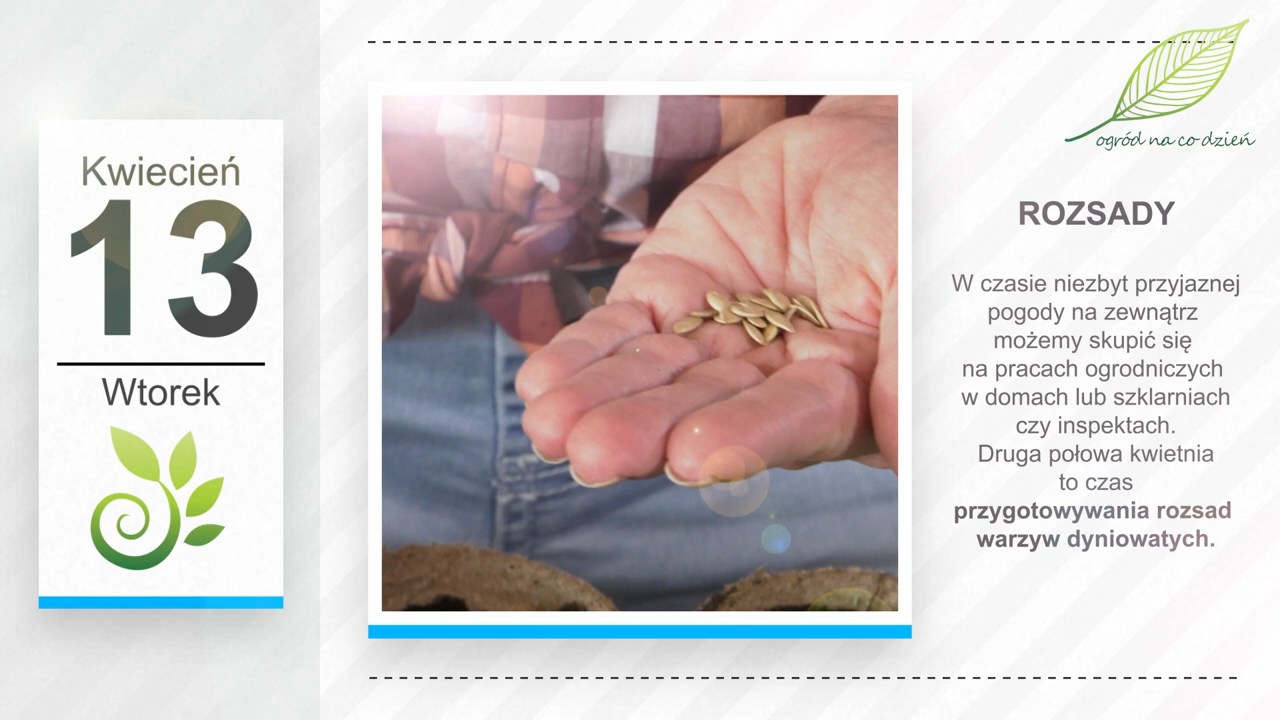 Kwiecień
13
Wtorek
ogród na co dzień
ROZSADY
W czasie niezbyt przyjaznej
pogody na zewnątrz
możemy skupić się
na pracach ogrodniczych
w domach lub szklarniach
czy inspektach.
Druga połowa kwietnia
to czas
przygotowywania rozsad
warzyw dyniowatych.